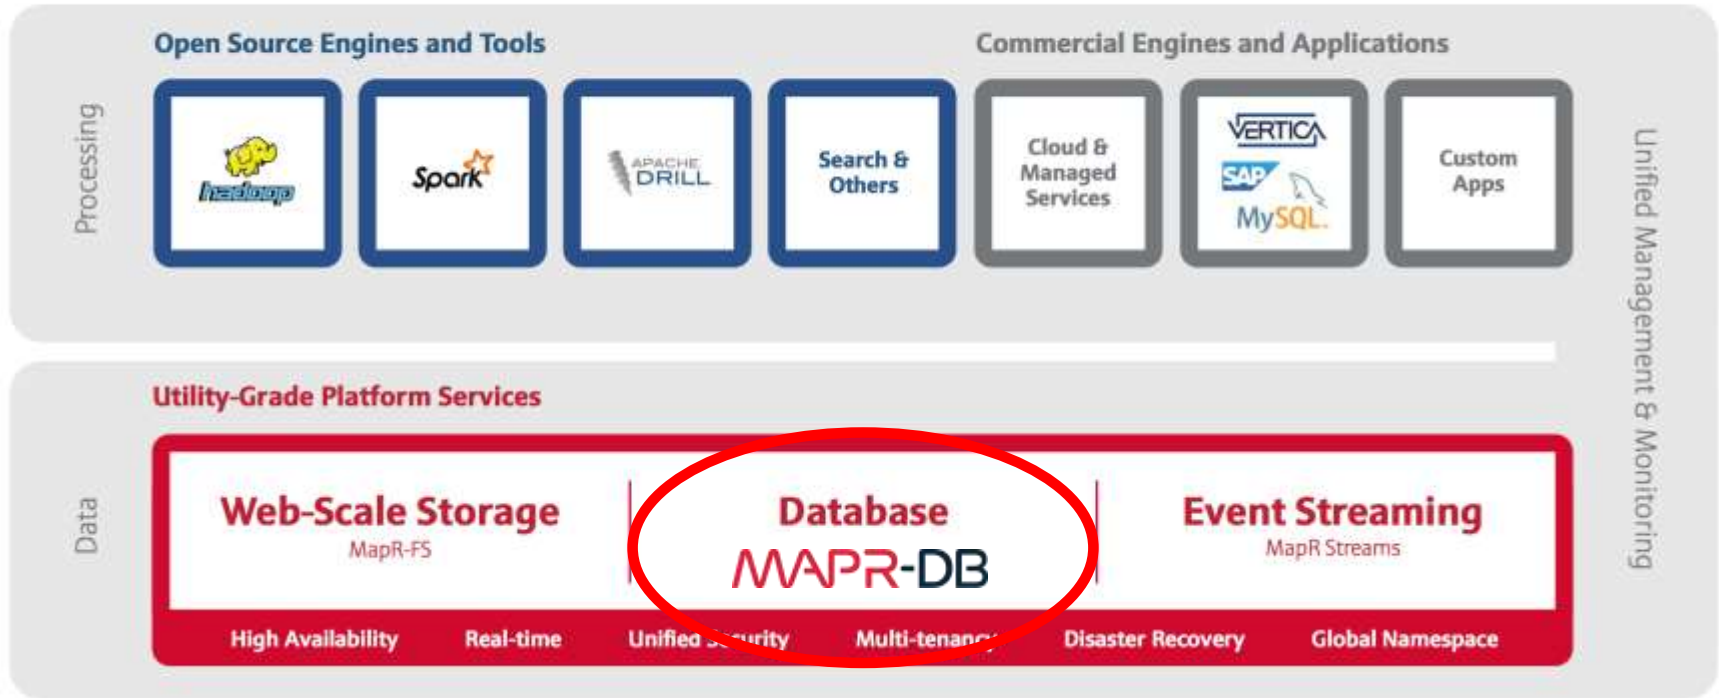 Open Source Engines and Tools
Commercial Engines and Applications
Processing
hadoop
Spark
APACHE
DRILL
Search &
Others
Cloud &
Managed
Services
VERTICA
SAP
MySQL.
Custom
Apps
Unified Management & Monitoring
Utility-Grade Platform Services
Data
Web-Scale Storage
MapR-FS
Database
MAPR-DB
Event Streaming
MapR Streams
High Availability Real-time Unified Security Multi-tenancy Disaster Recovery Global Namespace